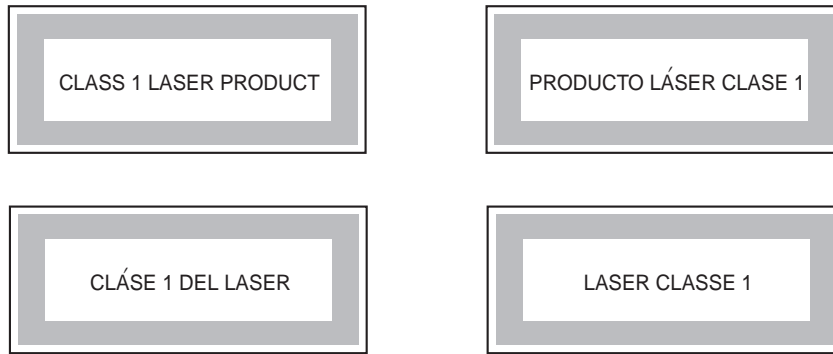 CLASS 1 LASER PRODUCT
PRODUCTO LÁSER CLASE 1
CLÁSE 1 DEL LASER
LASER CLASSE 1